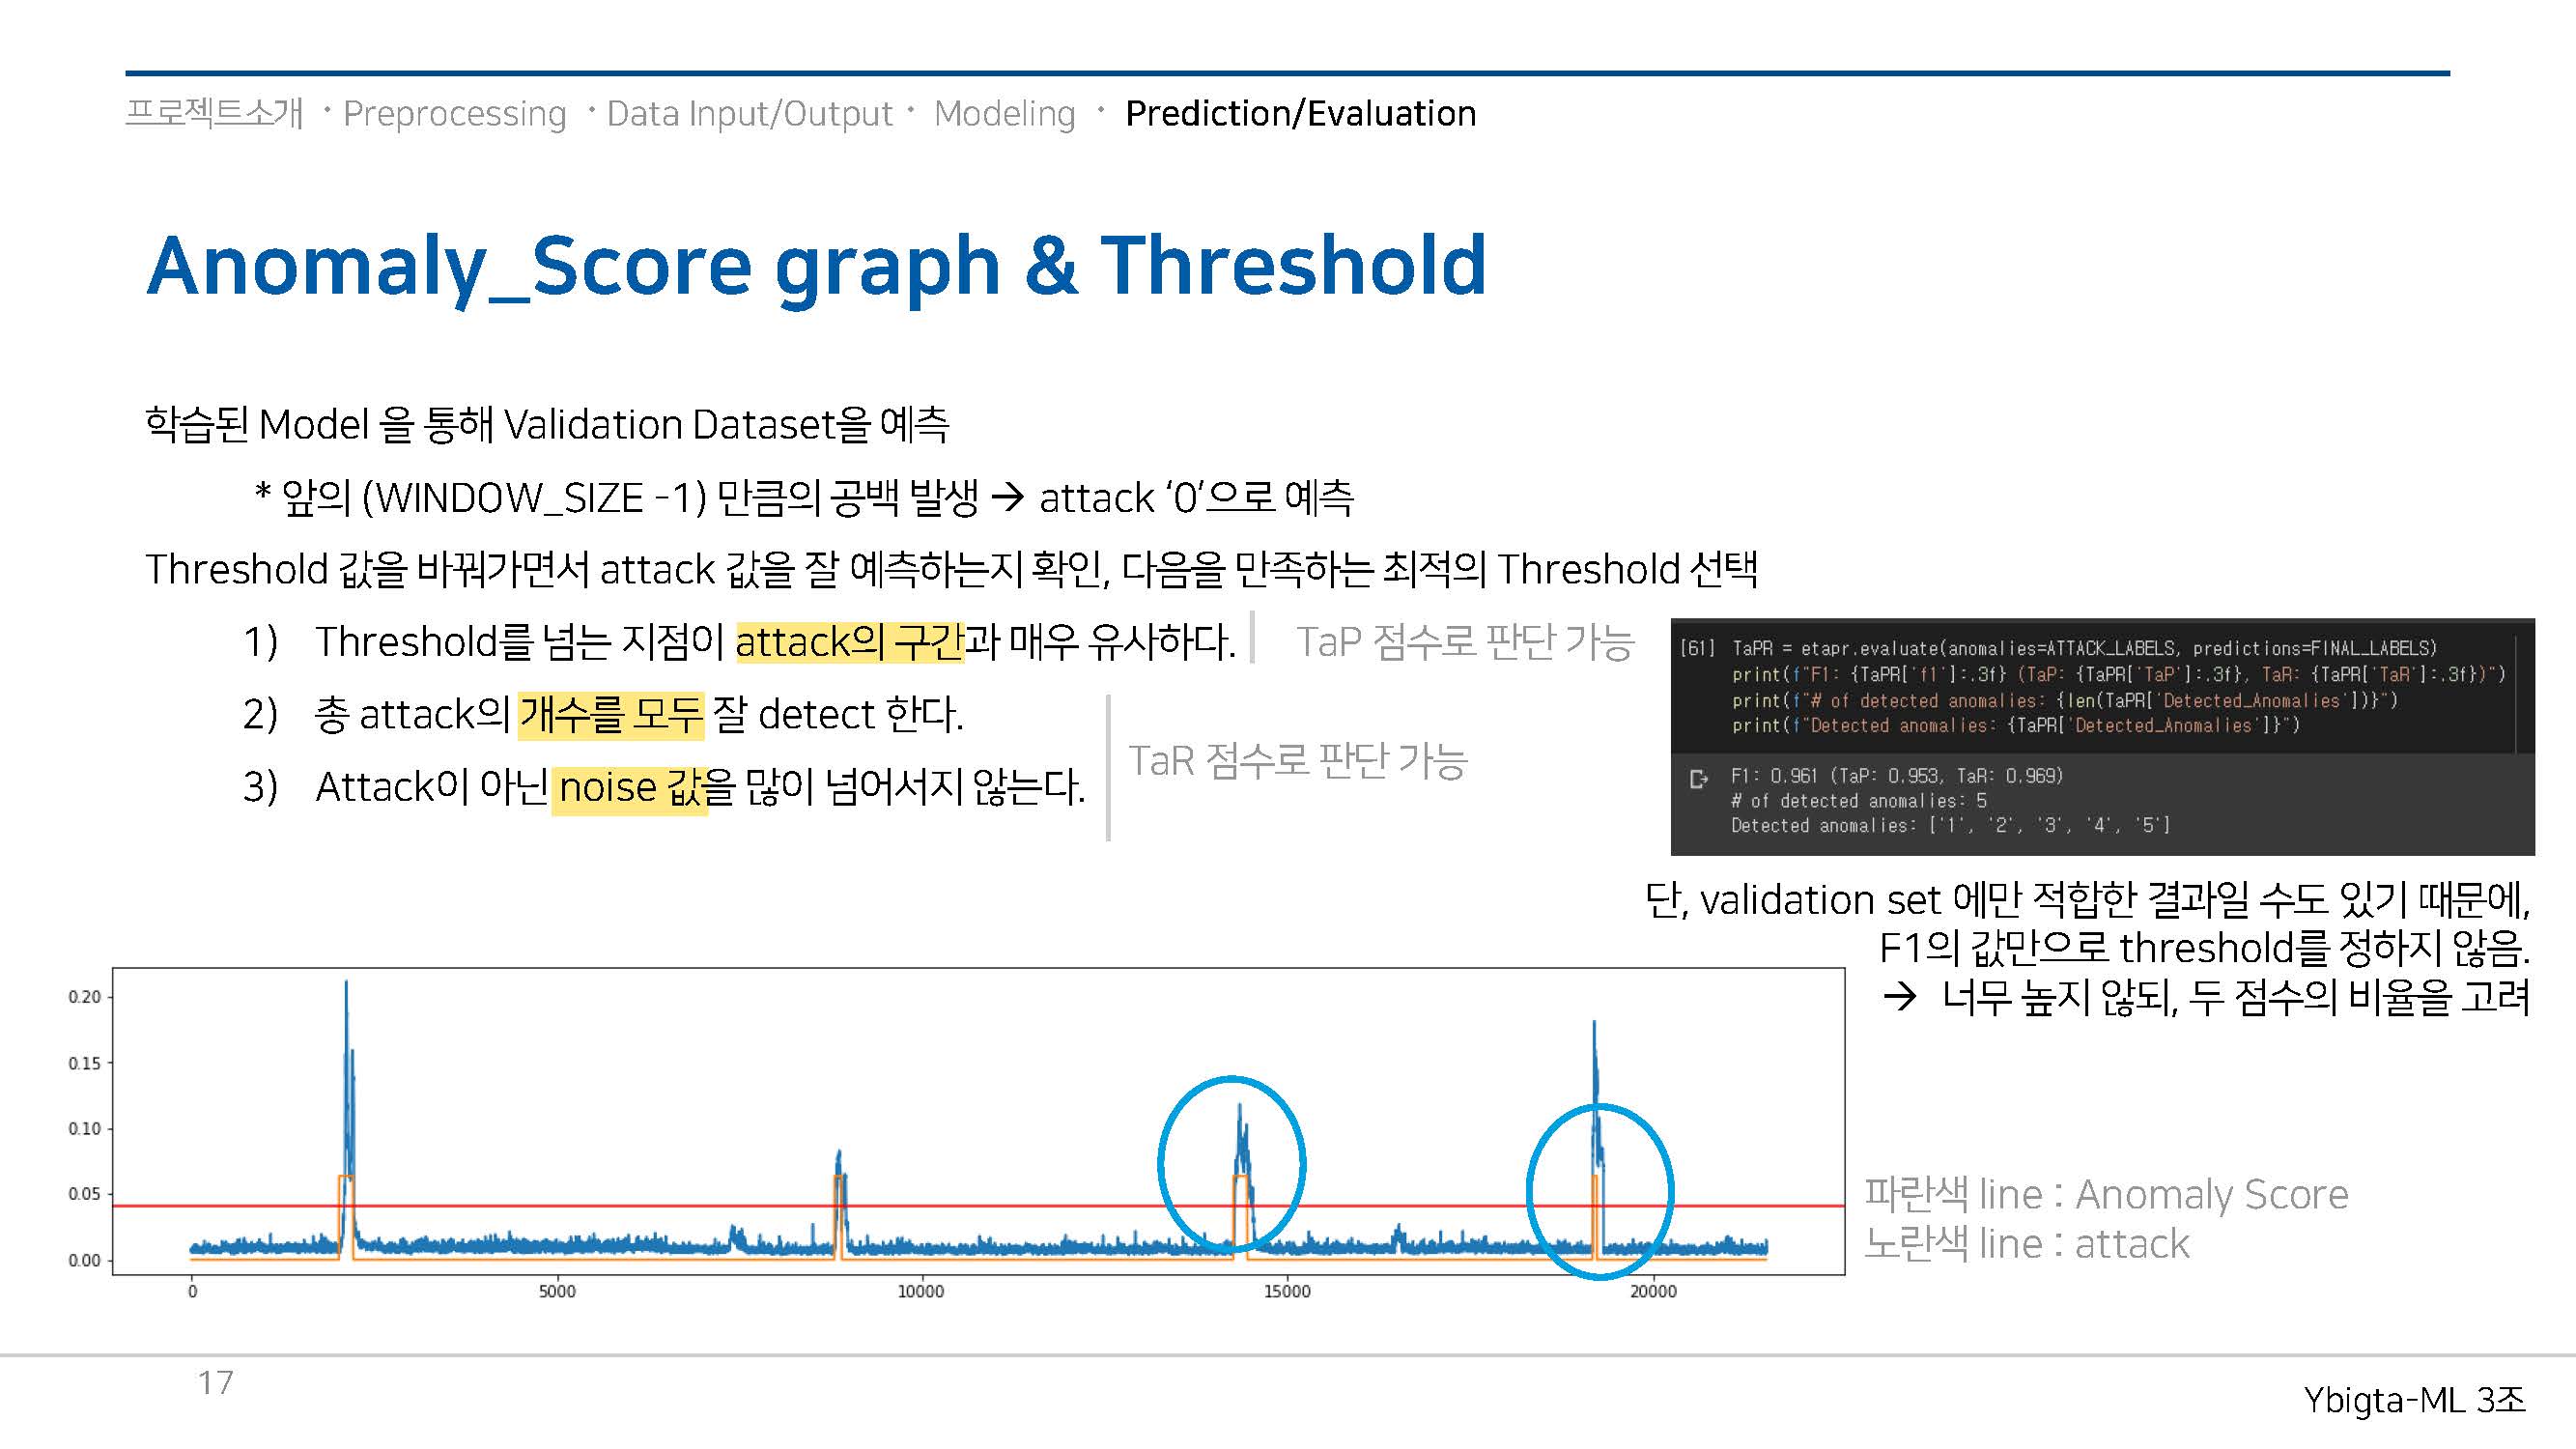 프로젝트소개 · Preprocessing · Data Input/Output · Modeling · Prediction/Evaluation
Anomaly_Score graph & Threshold
학습된 Model 을 통해 Validation Dataset을 예측
* 앞의 (WINDOW_SIZE -1) 만큼의 공백 발생 → attack ‘0‘으로 예측
Threshold 값을 바꿔가면서 attack 값을 잘 예측하는지 확인, 다음을 만족하는 최적의 Threshold 선택
1) Threshold를 넘는 지점이 attack의 구간과 매우 유사하다.
TaP 점수로 판단 가능
2) 총 attack의 개수를 모두 잘 detect 한다.
3) Attack이 아닌 noise 값을 많이 넘어서지 않는다.
TaR 점수로 판단 가능
[61] TaPR = etapr.evaluate(anomalies=ATTACK_LABELS, predictions=FINAL_LABELS)
print(f"F1: {TaPR['f1']:.3f} (TaP: {TaPR['TaP']:.3f}, TaR: {TaPR['TaR']:.3f})")
print(f"# of detected anomalies: {len(TaPR['Detected_Anomalies'])}")
print(f"Detected anomalies: {TaPR['Detected_Anomalies']}")
F1: 0.961 (TaP: 0.953, TaR: 0.969)
# of detected anomalies: 5
Detected anomalies: ['1', '2', '3', '4', '5']
단, validation set 에만 적합한 결과일 수도 있기 때문에,
F1의 값만으로 threshold를 정하지 않음.
→ 너무 높지 않되, 두 점수의 비율을 고려
0.20
0.15
0.10
0.05
0.00
0 5000 10000 15000 20000
파란색 line : Anomaly Score
노란색 line : attack
17
Ybigta-ML 3조